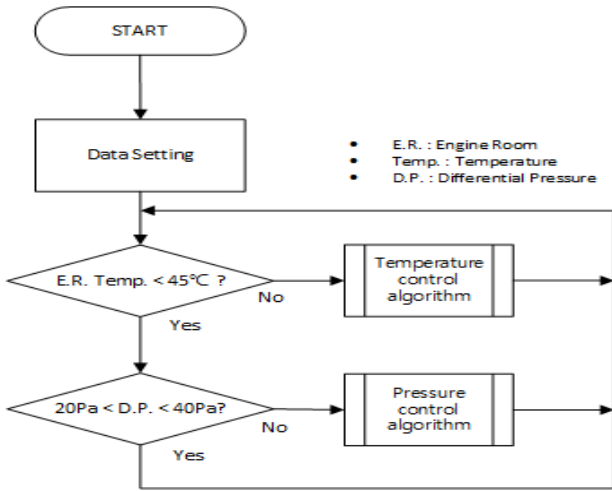 START
Data Setting
• E.R. : Engine Room
• Temp. : Temperature
• D.P. : Differential Pressure
E.R. Temp. < 45℃ ?
No
Yes
Temperature
control
algorithm
20Pa < D.P. < 40Pa?
No
Yes
Pressure
control
algorithm